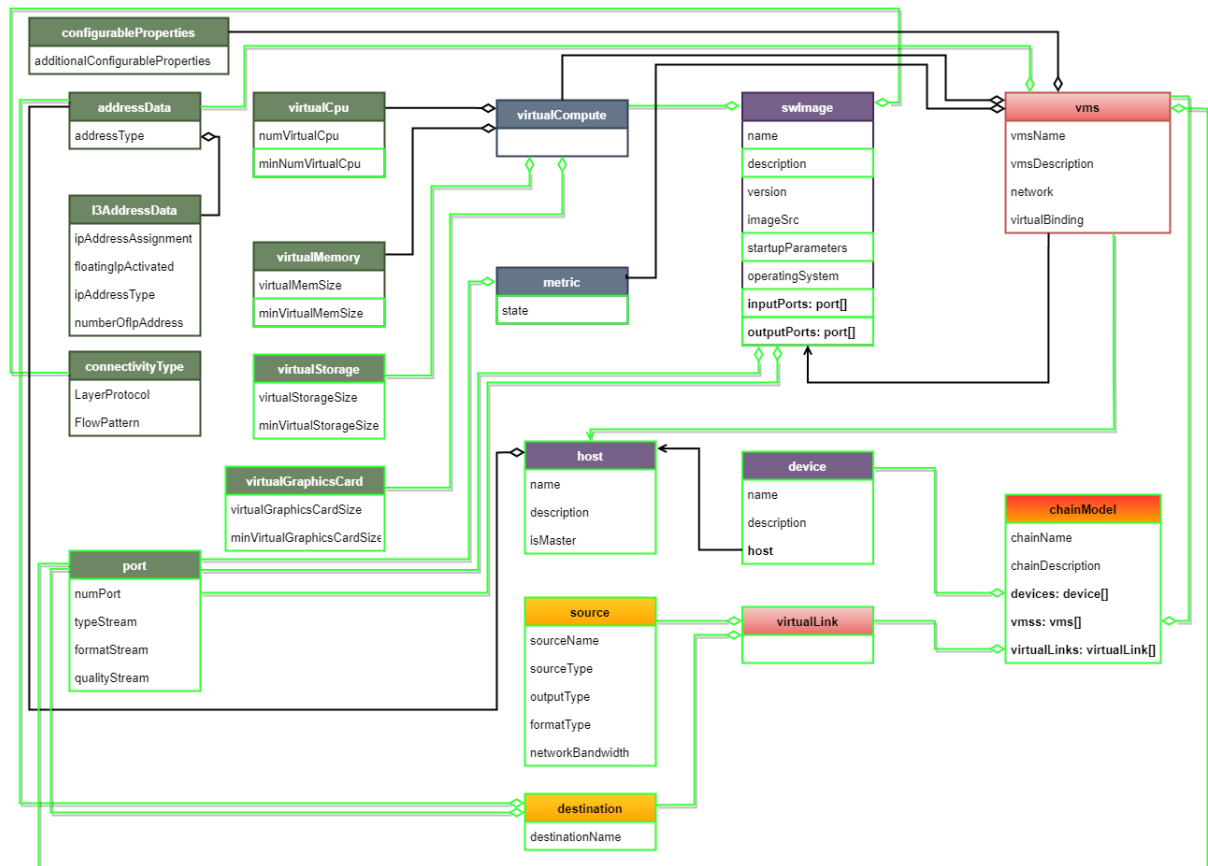 configurableProperties
additionalConfigurableProperties
addressData
addressType
l3AddressData
ipAddressAssignment
floatingIpActivated
ipAddressType
numberOfIpAddress
connectivityType
LayerProtocol
FlowPattern
port
numPort
typeStream
formatStream
qualityStream
virtualCpu
numVirtualCpu
minNumVirtualCpu
virtualMemory
virtualMemSize
minVirtualMemSize
virtualStorage
virtualStorageSize
minVirtualStorageSize
virtualGraphicsCard
virtualGraphicsCardSize
minVirtualGraphicsCardSize
virtualCompute
metric
state
host
name
description
isMaster
source
sourceName
sourceType
outputType
formatType
networkBandwidth
destination
destinationName
swImage
name
description
version
imageSrc
startupParameters
operatingSystem
inputPorts: port[]
outputPorts: port[]
device
name
description
host
virtualLink
vms
vmsName
vmsDescription
network
virtualBinding
chainModel
chainName
chainDescription
devices: device[]
vmss: vms[]
virtualLinks: virtualLink[]